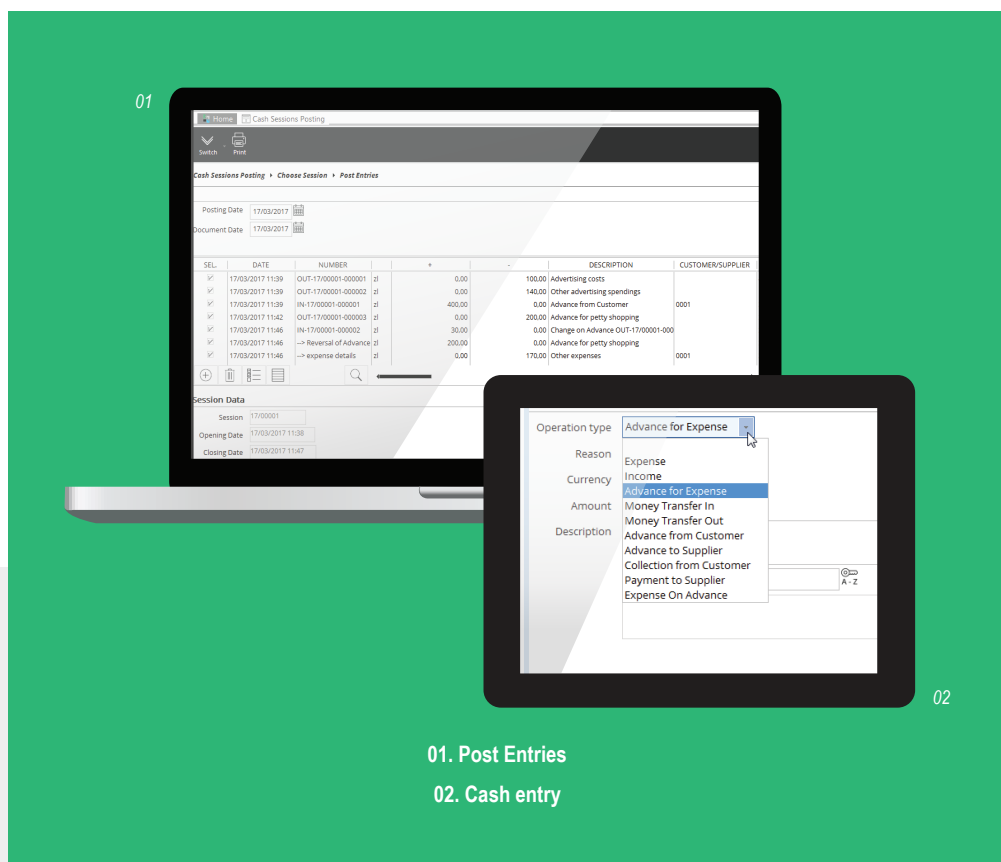 01
Home Cash Sessions Posting
Switch Print
Cash Sessions Posting ▸ Choose Session ▸ Post Entries
Posting Date 17/03/2017
Document Date 17/03/2017
SEL. DATE NUMBER + - DESCRIPTION CUSTOMER/SUPPLIER
17/03/2017 11:39 OUT-17/00001-000001 zl 0,00 100,00 Advertising costs
17/03/2017 11:39 OUT-17/00001-000002 zl 0,00 140,00 Other advertising spendings
17/03/2017 11:39 IN-17/00001-000001 zl 400,00 0,00 Advance from Customer 0001
17/03/2017 11:42 OUT-17/00001-000003 zl 0,00 200,00 Advance for petty shopping
17/03/2017 11:46 IN-17/00001-000002 zl 30,00 0,00 Change on Advance OUT-17/00001-000
17/03/2017 11:46 --> Reversal of Advance zl 200,00 0,00 Advance for petty shopping
17/03/2017 11:46 --> expense details zl 0,00 170,00 Other expenses 0001
Session Data
Session 17/00001
Opening Date 17/03/2017 11:38
Closing Date 17/03/2017 11:47
Operation type Advance for Expense
Reason
Currency
Amount
Description
Expense
Income
Advance for Expense
Money Transfer In
Money Transfer Out
Advance from Customer
Advance to Supplier
Collection from Customer
Payment to Supplier
Expense On Advance
A - Z
02
01. Post Entries
02. Cash entry